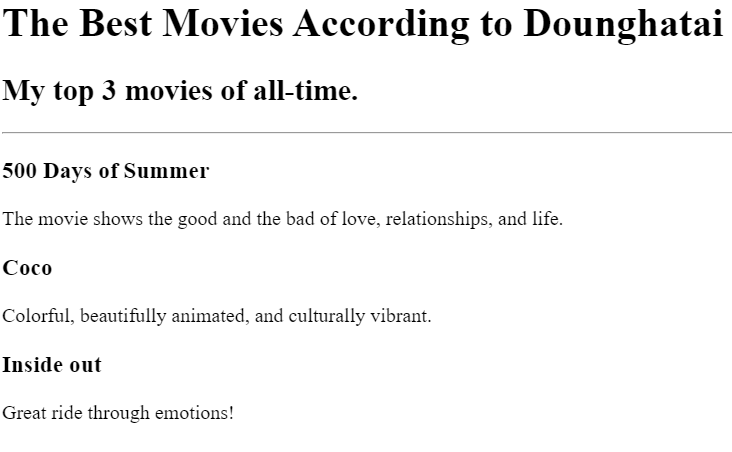 The Best Movies According to Dounghatai
My top 3 movies of all-time.
500 Days of Summer
The movie shows the good and the bad of love, relationships, and life.
Coco
Colorful, beautifully animated, and culturally vibrant.
Inside out
Great ride through emotions!